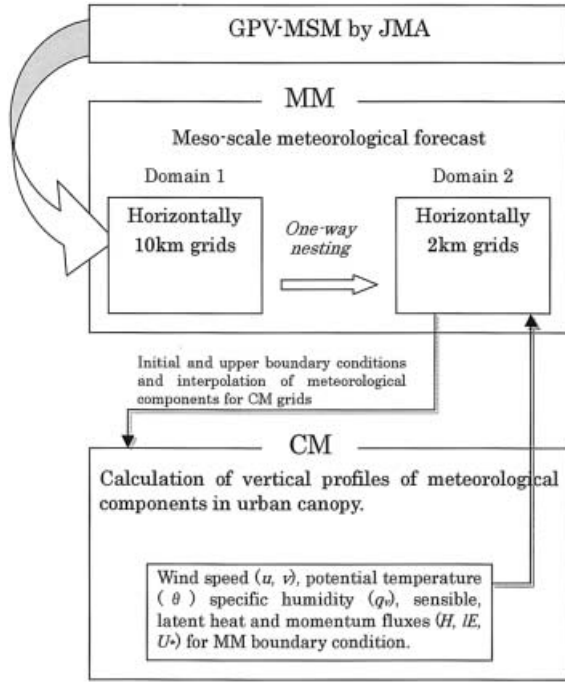 GPV-MSM by JMA
MM
Meso-scale meteorological forecast
Domain 1
Domain 2
Horizontally
10km grids
One-way
nesting
Horizontally
2km grids
Initial and upper boundary conditions
and interpolation of meteorological
components for CM grids
CM
Calculation of vertical profiles of meteorological
components in urban canopy.
Wind speed (u, v), potential temperature
( θ ) specific humidity (qv), sensible,
latent heat and momentum fluxes (H, lE,
U*) for MM boundary condition.